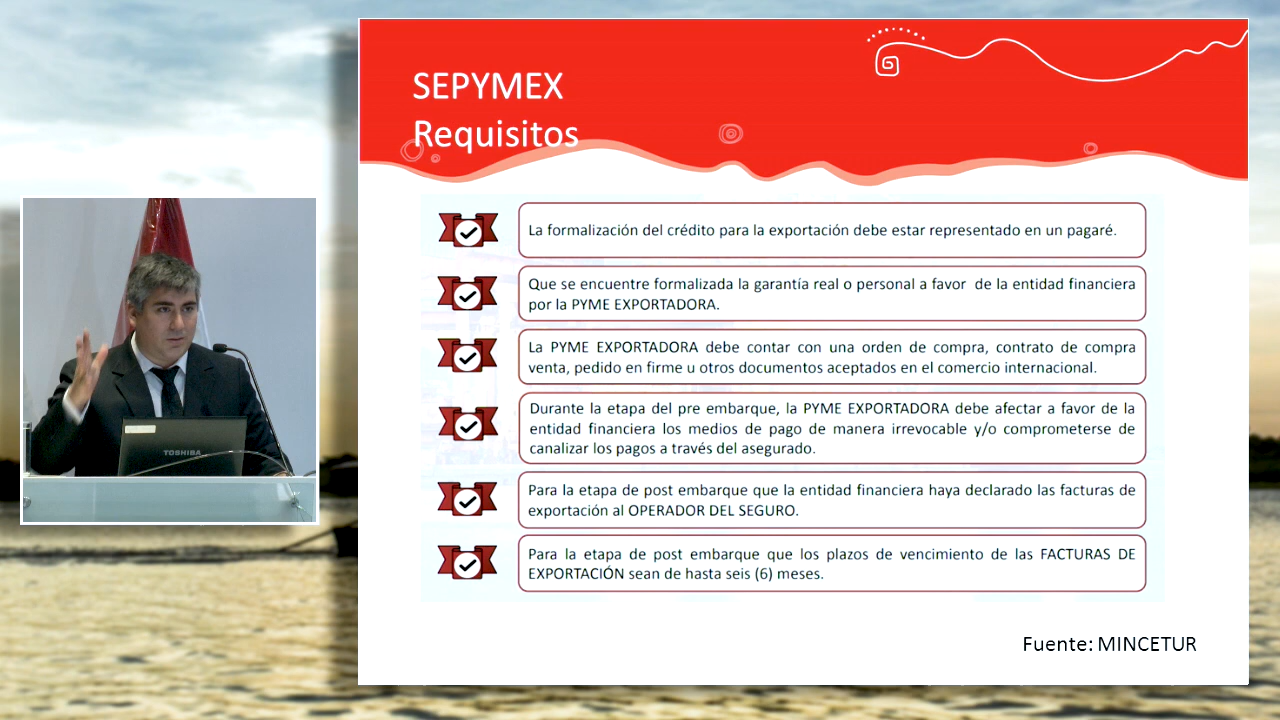 SEPYMEX
Requisitos
La formalización del crédito para la exportación debe estar representado en un pagaré.
Que se encuentre formalizada la garantía real o personal a favor de la entidad financiera
por la PYME EXPORTADORA.
La PYME EXPORTADORA debe contar con una orden de compra, contrato de compra
venta, pedido en firme u otros documentos aceptados en el comercio internacional.
Durante la etapa del pre embarque, la PYME EXPORTADORA debe afectar a favor de la
entidad financiera los medios de pago de manera irrevocable y/o comprometerse de
canalizar los pagos a través del asegurado.
Para la etapa de post embarque que la entidad financiera haya declarado las facturas de
exportación al OPERADOR DEL SEGURO.
Para la etapa de post embarque que los plazos de vencimiento de las FACTURAS DE
EXPORTACIÓN sean de hasta seis (6) meses.
Fuente: MINCETUR
TOSHIBA